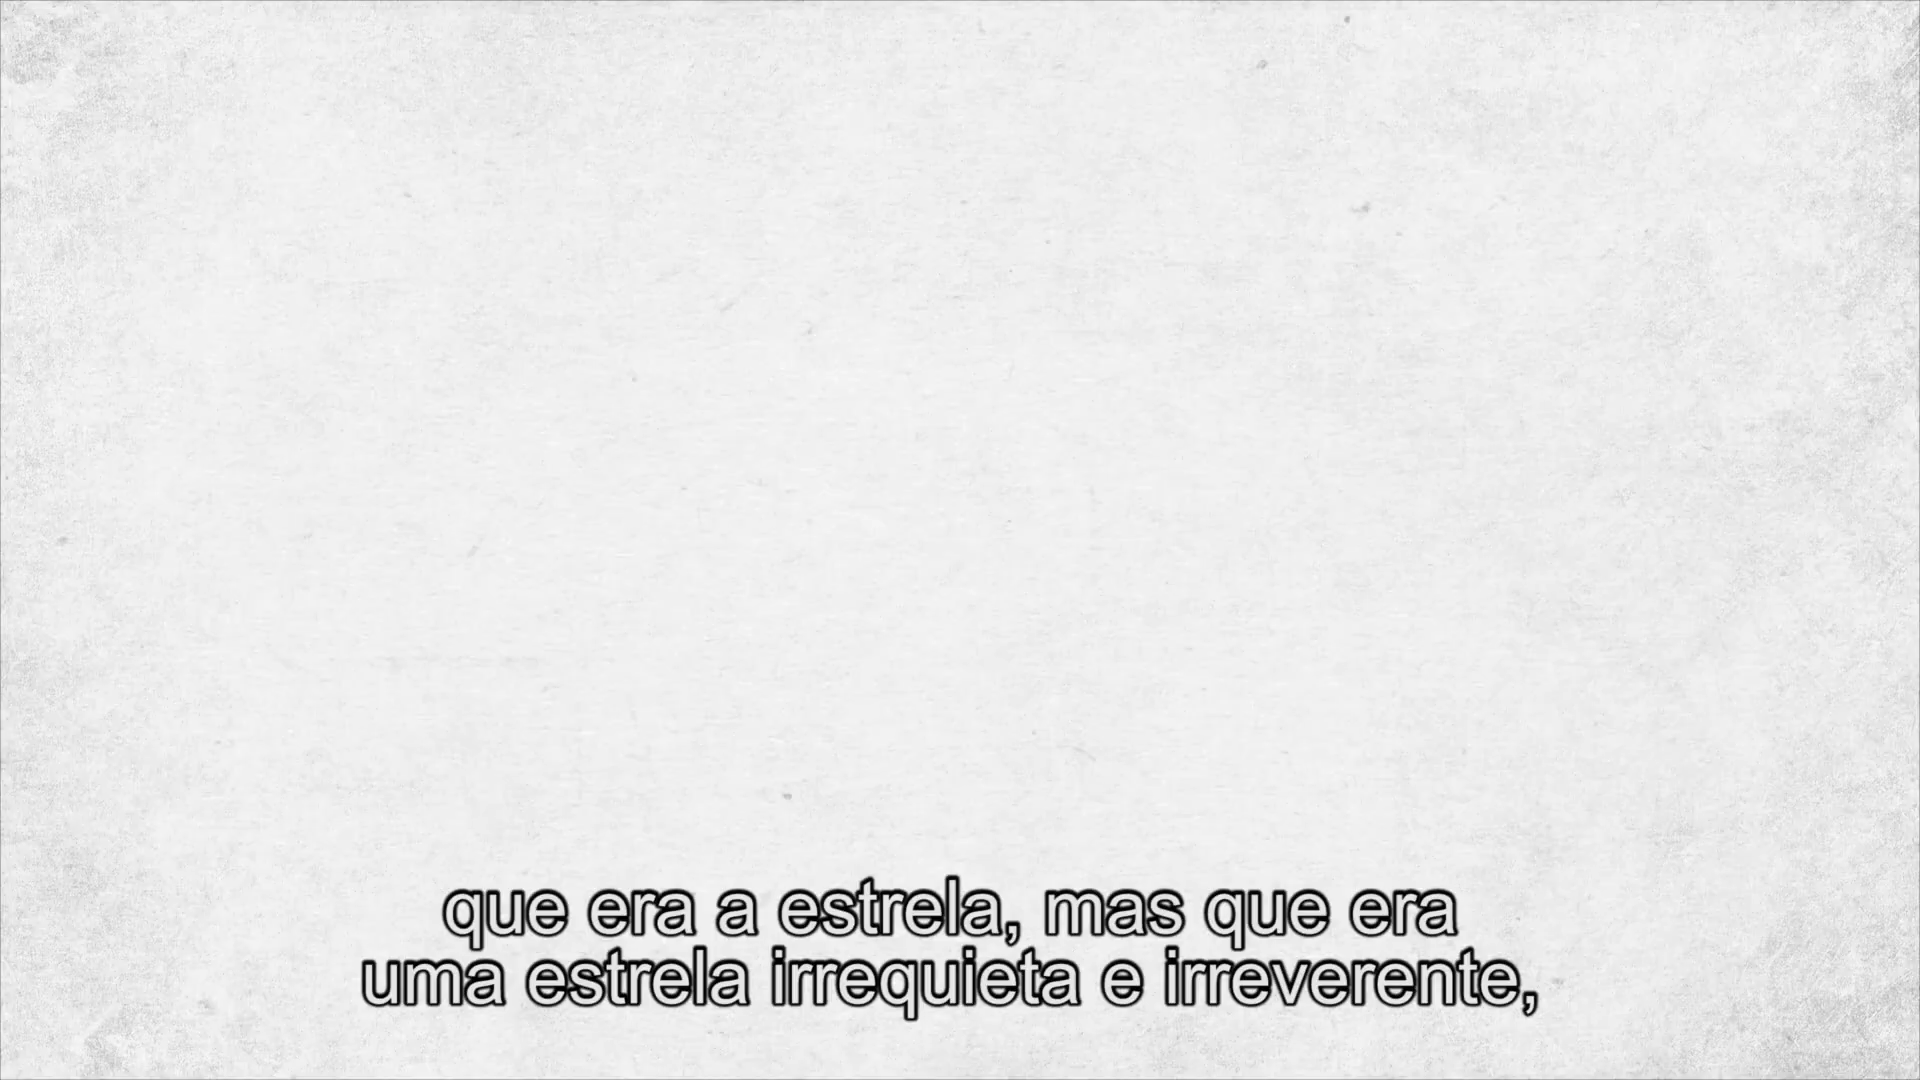 que era a estrela, mas que era
uma estrela irrequieta e irreverente,